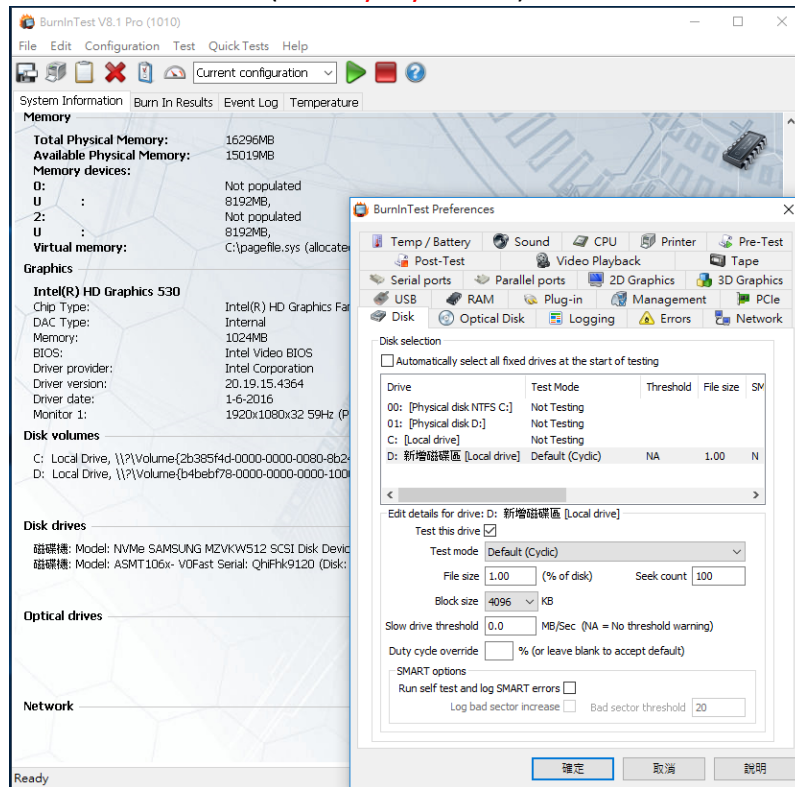 BurnInTest V8.1 Pro (1010)
File Edit Configuration Test Quick Tests Help
Current configuration
System Information Burn In Results Event Log Temperature
Memory
Total Physical Memory: 16296MB
Available Physical Memory: 15019MB
Memory devices:
0: Not populated
U : 8192MB,
2: Not populated
U : 8192MB,
Virtual memory: C:\pagefile.sys (allocate
Graphics
Intel(R) HD Graphics 530
Chip Type: Intel(R) HD Graphics Fa
DAC Type: Internal
Memory: 1024MB
BIOS: Intel Video BIOS
Driver provider: Intel Corporation
Driver version: 20.19.15.4364
Driver date: 1-6-2016
Monitor 1: 1920x1080x32 59Hz (P
Disk volumes
C: Local Drive, \\?\Volume{2b385f4d-0000-0000-0080-8b2
D: Local Drive, \\?\Volume{b4bebf78-0000-0000-0000-100
Disk drives
磁碟機: Model: NVMe SAMSUNG MZVKW512 SCSI Disk Devic
磁碟機: Model: ASMT106x- V0Fast Serial: QhiFhk9120 (Disk:
Optical drives
Network
Ready
BurnInTest Preferences
Temp / Battery Sound CPU Printer Pre-Test
Post-Test Video Playback Tape
Serial ports Parallel ports 2D Graphics 3D Graphics
USB RAM Plug-in Management PCIe
Disk Optical Disk Logging Errors Network
Disk selection
Automatically select all fixed drives at the start of testing
Drive Test Mode Threshold File size SM
00: [Physical disk NTFS C:] Not Testing
01: [Physical disk D:] Not Testing
C: [Local drive] Not Testing
D: 新增磁碟區 [Local drive] Default (Cyclic) NA 1.00 N
Edit details for drive: D: 新增磁碟區 [Local drive]
Test this drive
Test mode Default (Cyclic)
File size 1.00 (% of disk) Seek count 100
Block size 4096 KB
Slow drive threshold 0.0 MB/Sec (NA = No threshold warning)
Duty cycle override % (or leave blank to accept default)
SMART options
Run self test and log SMART errors
Log bad sector increase Bad sector threshold 20
確定 取消 說明